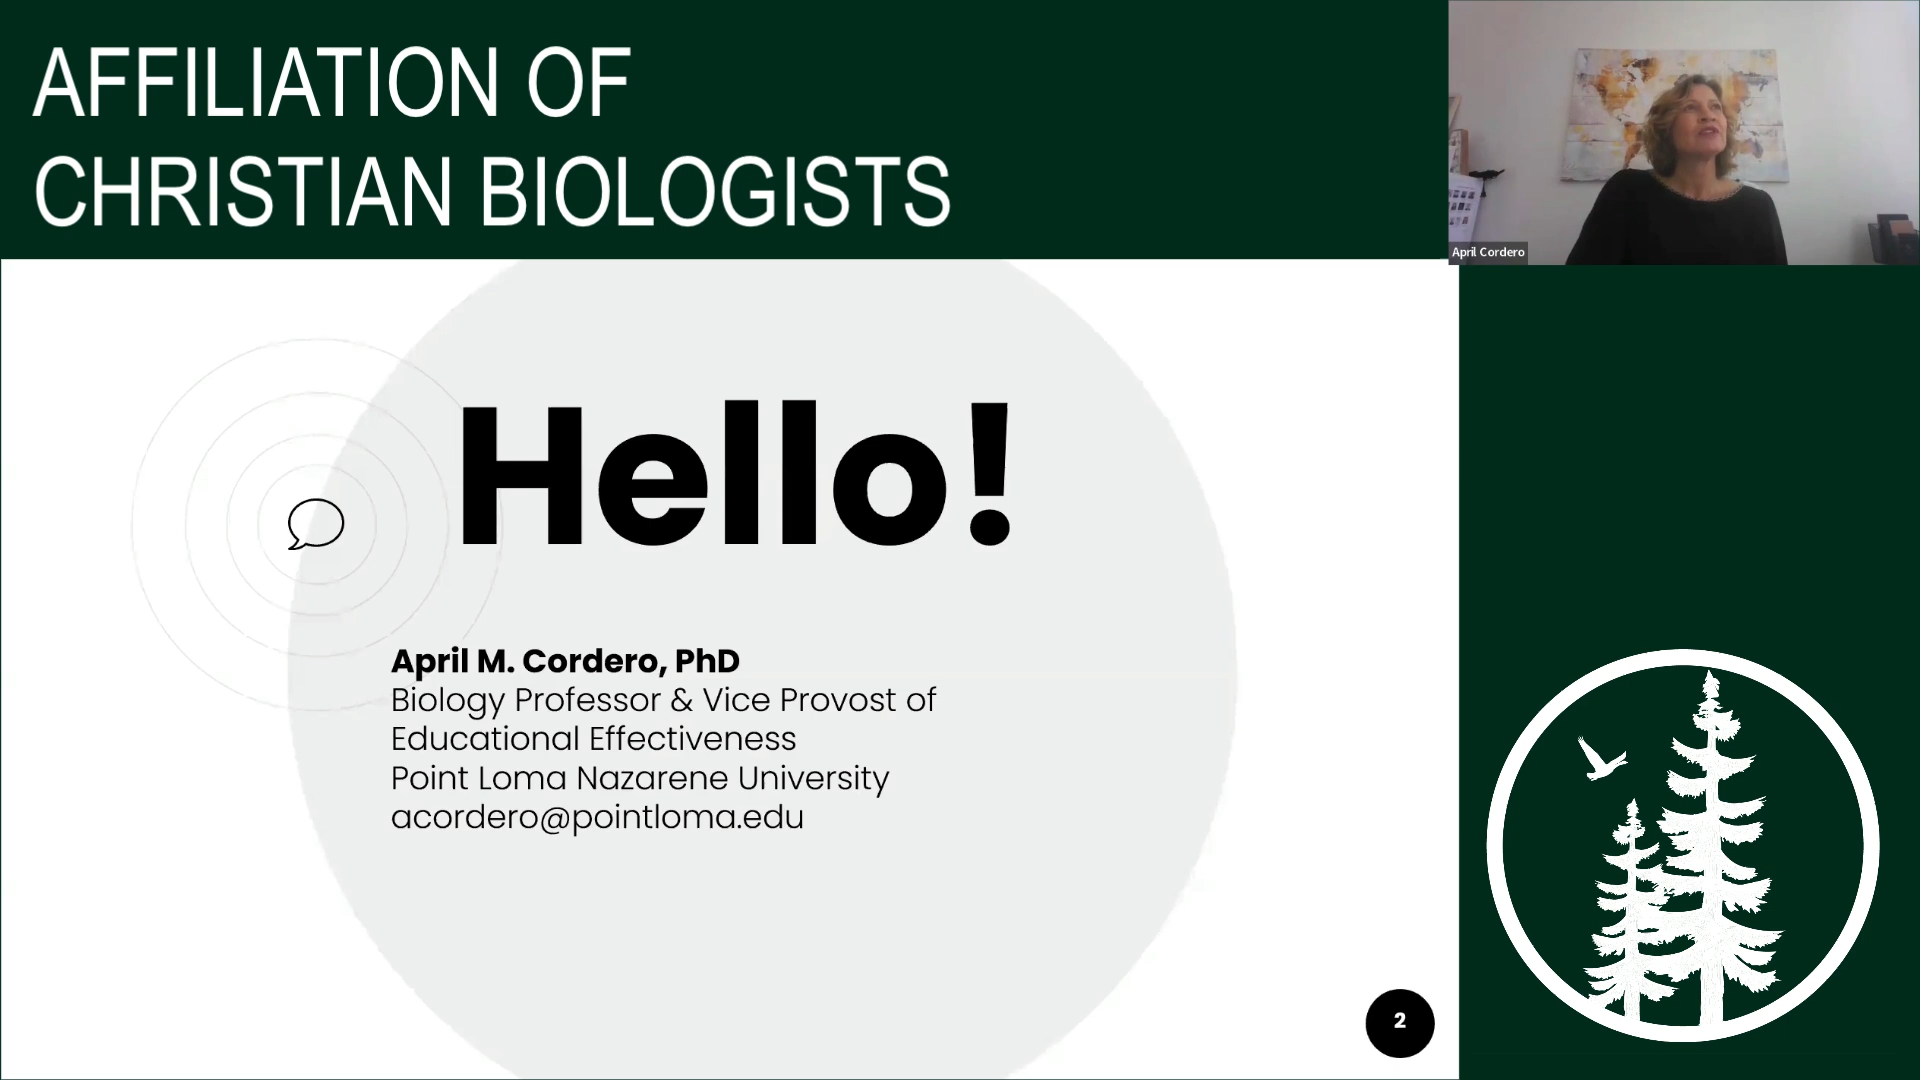 AFFILIATION OF
CHRISTIAN BIOLOGISTS
April Cordero
Hello!
April M. Cordero, PhD
Biology Professor & Vice Provost of
Educational Effectiveness
Point Loma Nazarene University
acordero@pointloma.edu
2